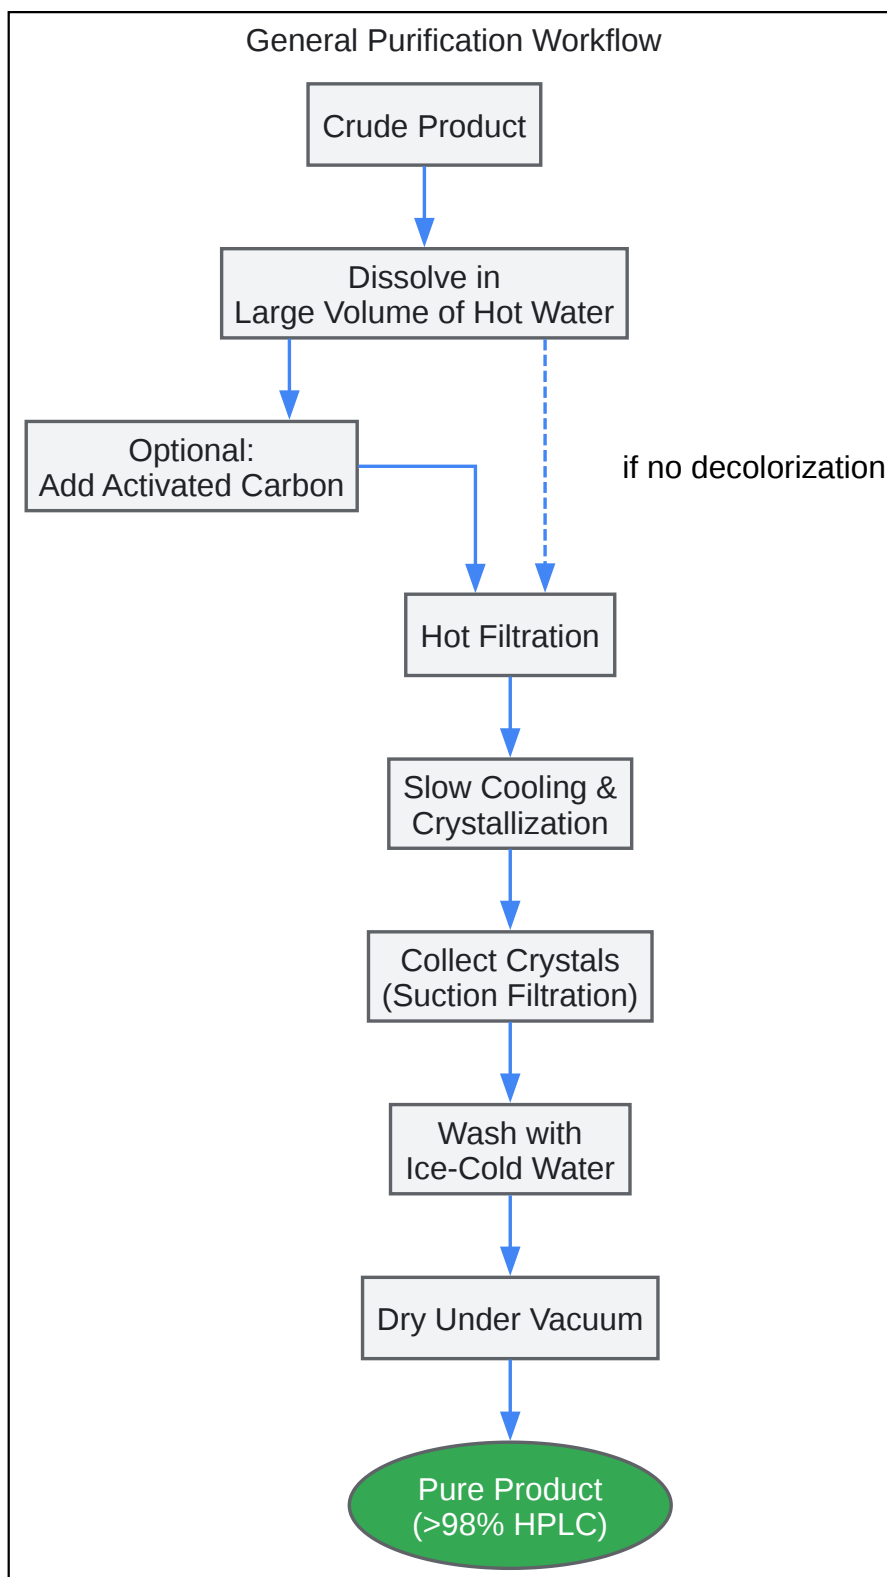 General Purification Workflow
Crude Product
Dissolve in
Large Volume of Hot Water
Optional:
Add Activated Carbon
if no decolorization
Hot Filtration
Slow Cooling &
Crystallization
Collect Crystals
(Suction Filtration)
Wash with
Ice-Cold Water
Dry Under Vacuum
Pure Product
(>98% HPLC)